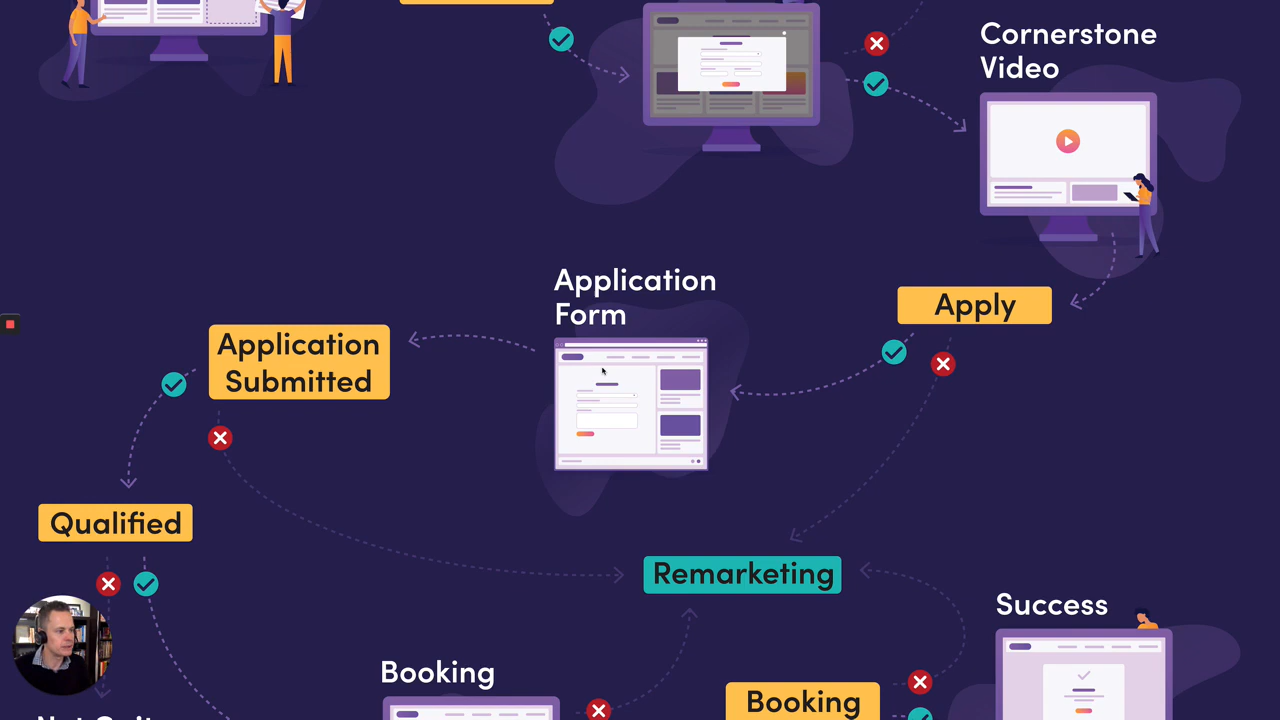 Cornerstone
Video
Application
Form
Apply
Application
Submitted
Qualified
Remarketing
Success
Booking
Booking